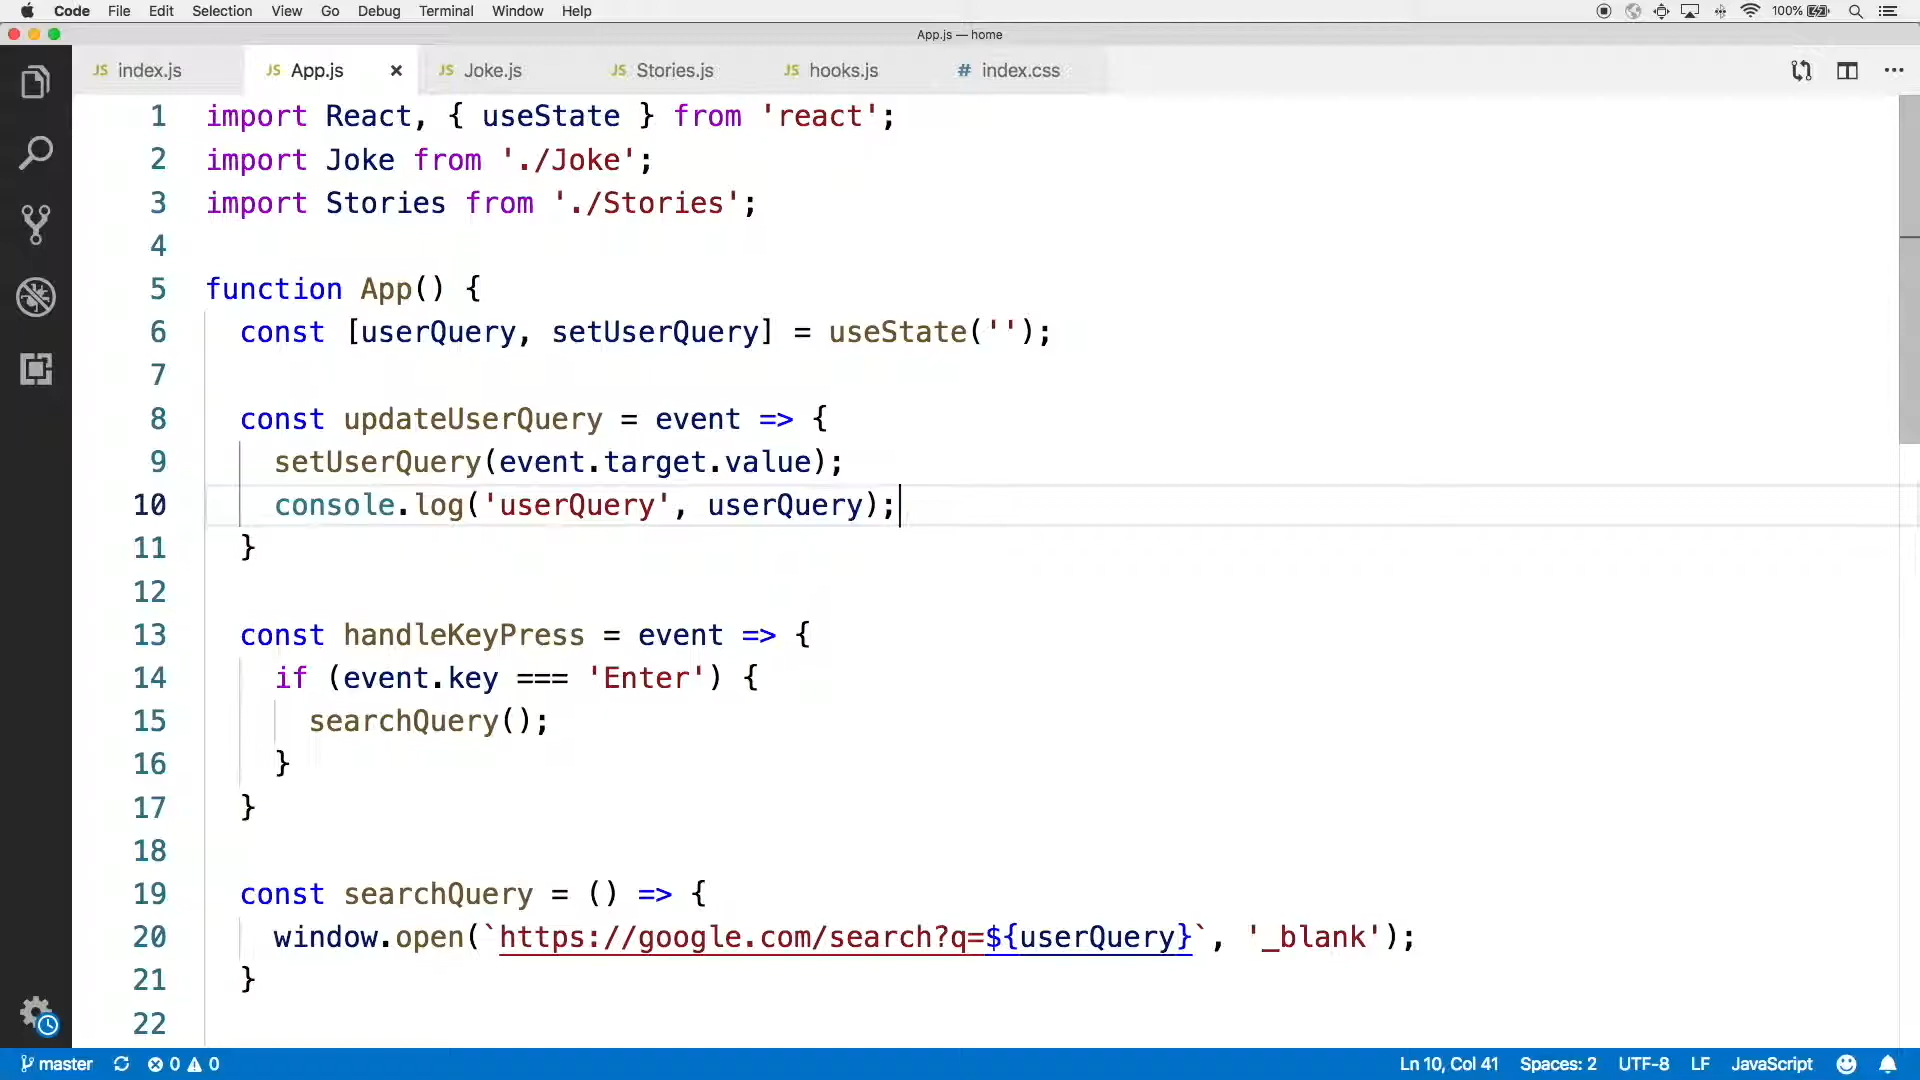 Code File Edit Selection View Go Debug Terminal Window Help 100%
App.js — home
JS index.js JS App.js × JS Joke.js JS Stories.js JS hooks.js # index.css
1 import React, { useState } from 'react';
2 import Joke from './Joke';
3 import Stories from './Stories';
4
5 function App() {
6 const [userQuery, setUserQuery] = useState('');
7
8 const updateUserQuery = event => {
9 setUserQuery(event.target.value);
10 console.log('userQuery', userQuery);
11 }
12
13 const handleKeyPress = event => {
14 if (event.key === 'Enter') {
15 searchQuery();
16 }
17 }
18
19 const searchQuery = () => {
20 window.open(`https://google.com/search?q=${userQuery}`, '_blank');
21 }
22
master 0 0 Ln 10, Col 41 Spaces: 2 UTF-8 LF JavaScript